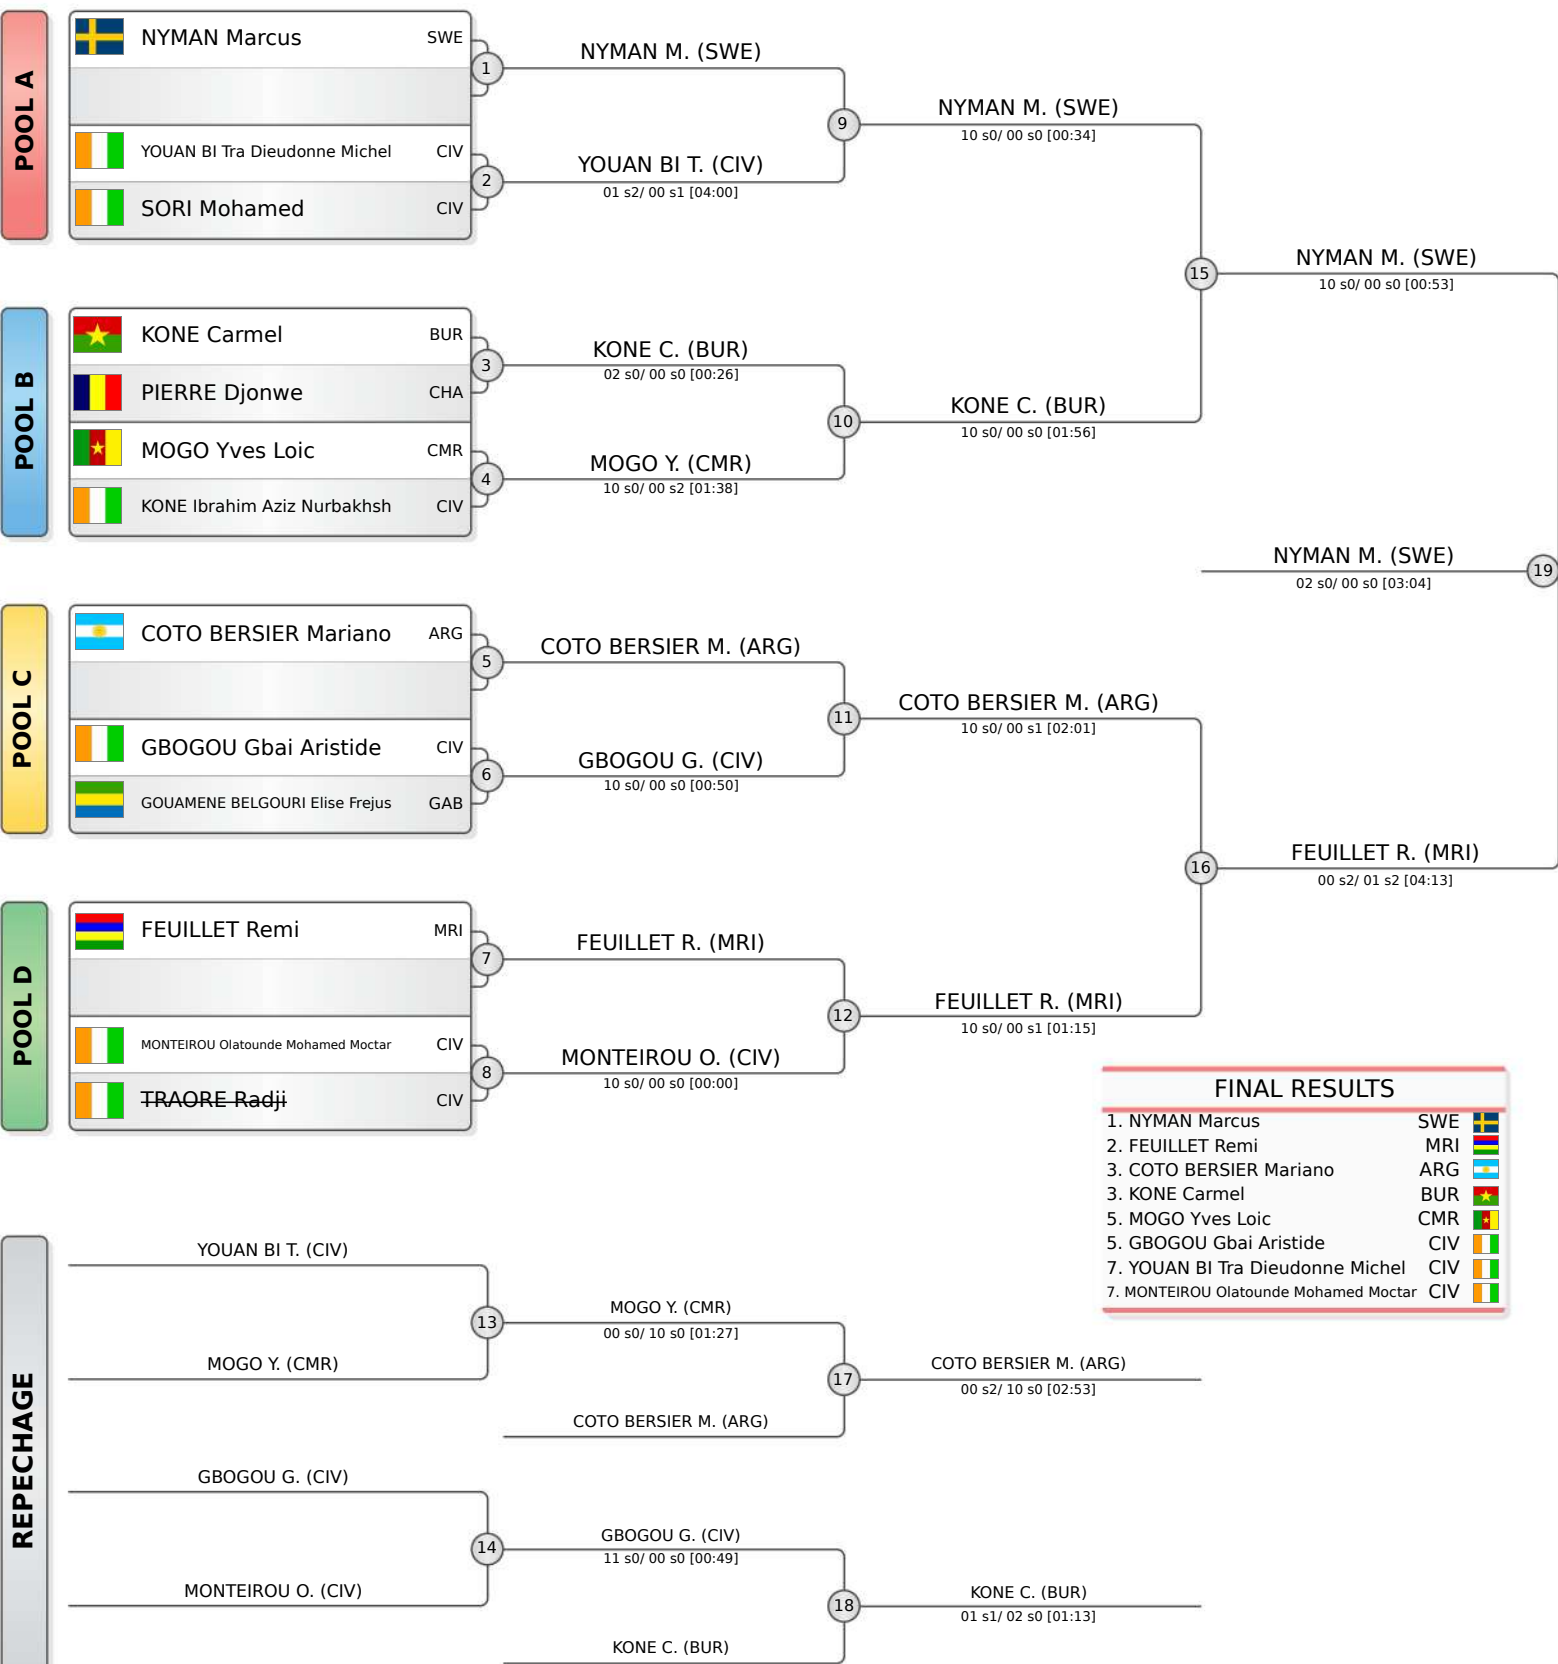 POOL A
NYMAN Marcus SWE
YOUAN BI Tra Dieudonne Michel CIV
SORI Mohamed CIV
1
NYMAN M. (SWE)
2
YOUAN BI T. (CIV)
01 s2/ 00 s1 [04:00]
9
NYMAN M. (SWE)
10 s0/ 00 s0 [00:34]
POOL B
KONE Carmel BUR
PIERRE Djonwe CHA
MOGO Yves Loic CMR
KONE Ibrahim Aziz Nurbakhsh CIV
3
KONE C. (BUR)
02 s0/ 00 s0 [00:26]
4
MOGO Y. (CMR)
10 s0/ 00 s2 [01:38]
10
KONE C. (BUR)
10 s0/ 00 s0 [01:56]
15
NYMAN M. (SWE)
10 s0/ 00 s0 [00:53]
NYMAN M. (SWE)
02 s0/ 00 s0 [03:04]
19
POOL C
COTO BERSIER Mariano ARG
GBOGOU Gbai Aristide CIV
GOUAMENE BELGOURI Elise Frejus GAB
5
COTO BERSIER M. (ARG)
6
GBOGOU G. (CIV)
10 s0/ 00 s0 [00:50]
11
COTO BERSIER M. (ARG)
10 s0/ 00 s1 [02:01]
POOL D
FEUILLET Remi MRI
MONTEIROU Olatounde Mohamed Moctar CIV
TRAORE Radji CIV
7
FEUILLET R. (MRI)
8
MONTEIROU O. (CIV)
10 s0/ 00 s0 [00:00]
12
FEUILLET R. (MRI)
10 s0/ 00 s1 [01:15]
16
FEUILLET R. (MRI)
00 s2/ 01 s2 [04:13]
FINAL RESULTS
1. NYMAN Marcus SWE
2. FEUILLET Remi MRI
3. COTO BERSIER Mariano ARG
3. KONE Carmel BUR
5. MOGO Yves Loic CMR
5. GBOGOU Gbai Aristide CIV
7. YOUAN BI Tra Dieudonne Michel CIV
7. MONTEIROU Olatounde Mohamed Moctar CIV
REPECHAGE
YOUAN BI T. (CIV)
MOGO Y. (CMR)
13
MOGO Y. (CMR)
00 s0/ 10 s0 [01:27]
COTO BERSIER M. (ARG)
17
COTO BERSIER M. (ARG)
00 s2/ 10 s0 [02:53]
GBOGOU G. (CIV)
MONTEIROU O. (CIV)
14
GBOGOU G. (CIV)
11 s0/ 00 s0 [00:49]
KONE C. (BUR)
18
KONE C. (BUR)
01 s1/ 02 s0 [01:13]